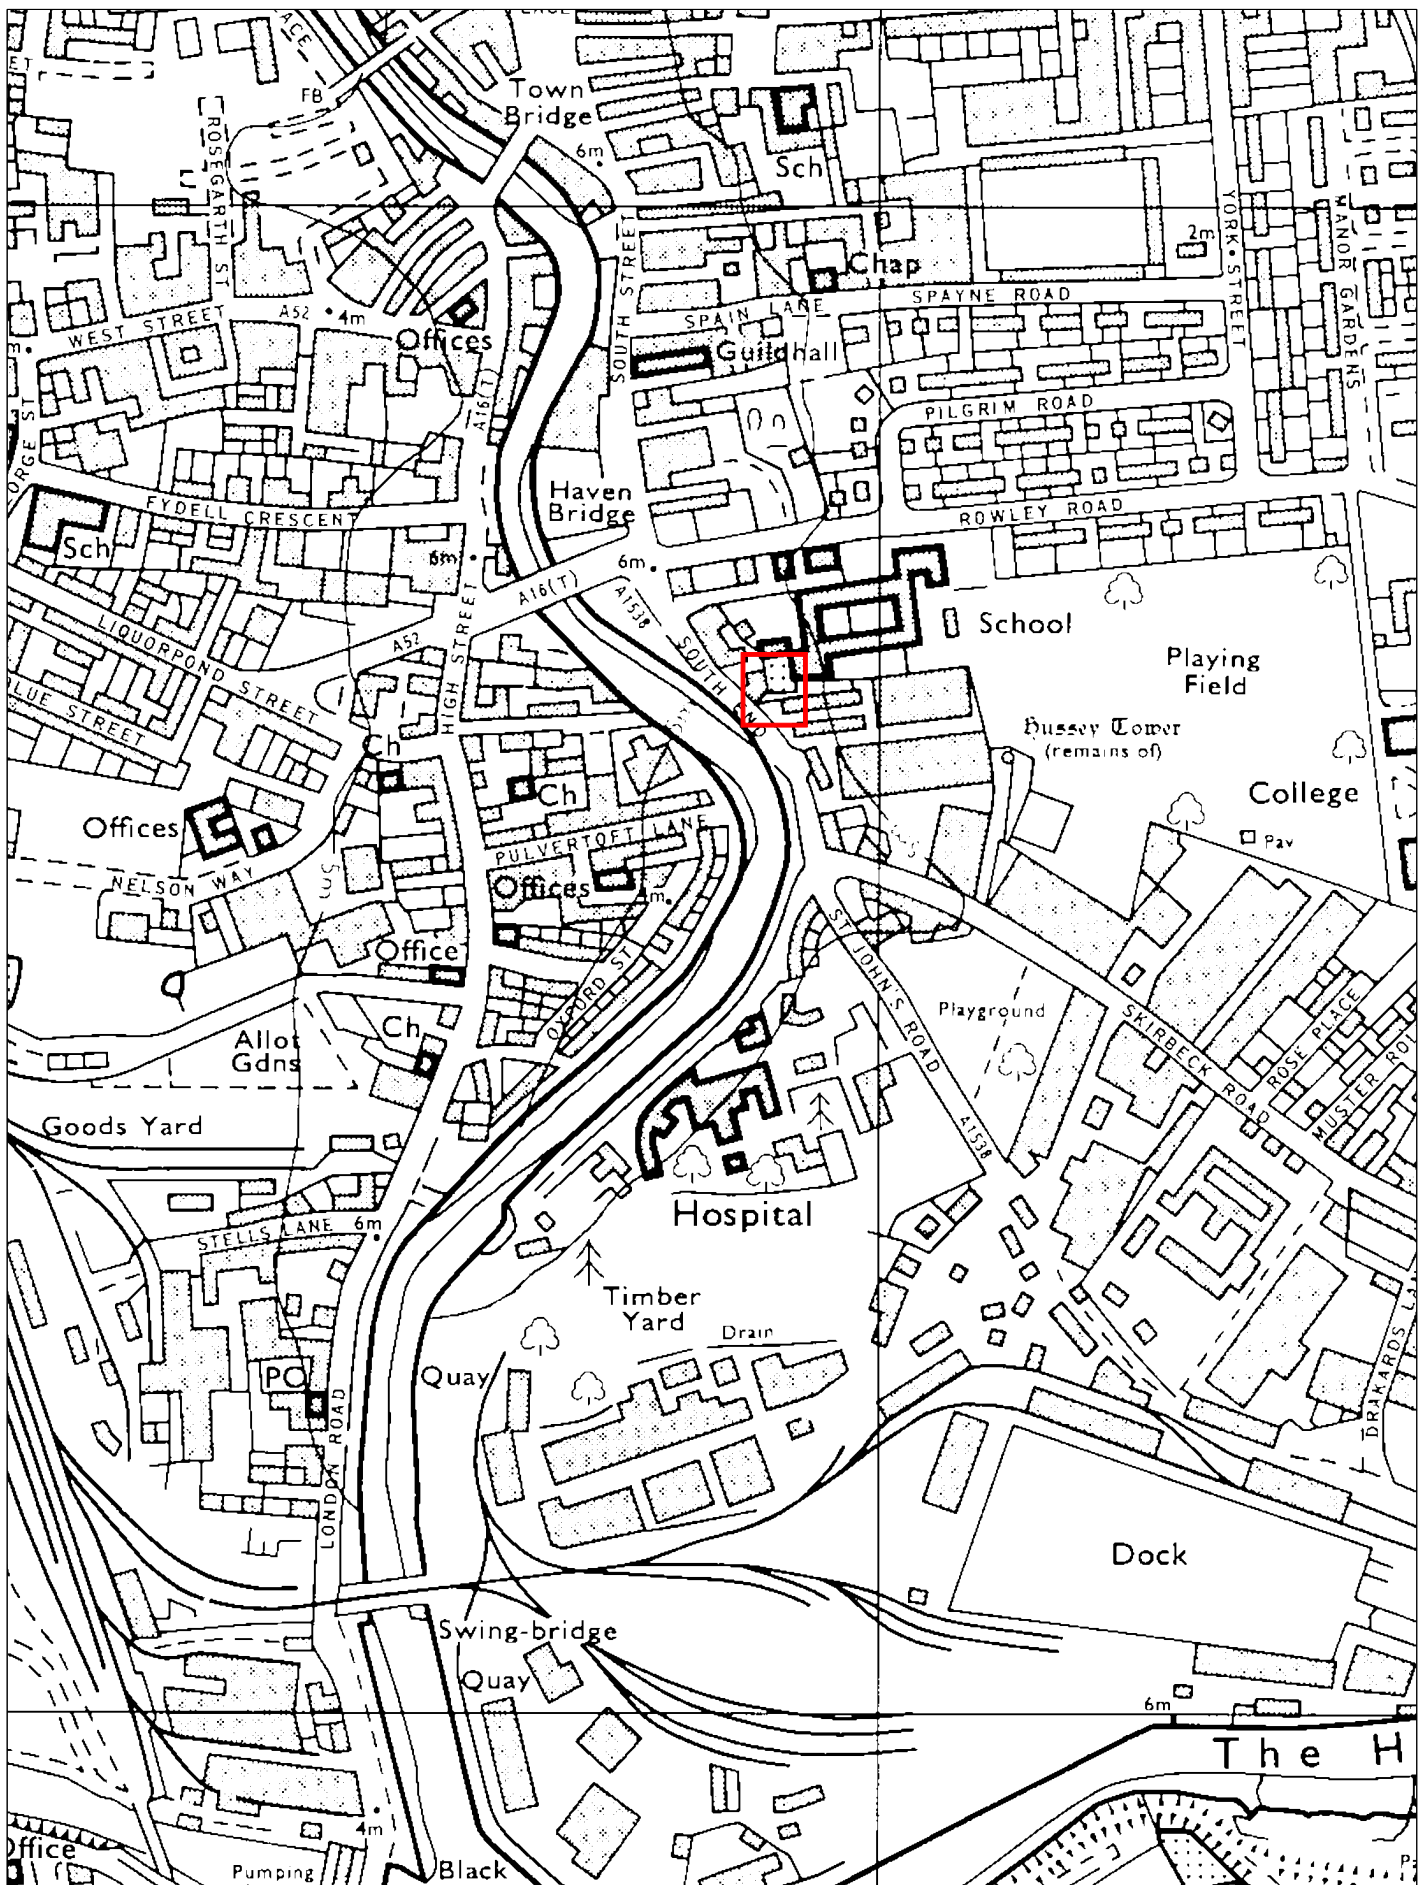 Town
Bridge
FB
6m
Sch
ROSEGARTH ST
YORK STREET
MANOR GARDENS
2m
Chap
SPAYNE ROAD
SPAIN LANE
SOUTH STREET
WEST STREET
A52
4m
Offices
Guildhall
A16(T)
PILGRIM ROAD
Haven
Bridge
FYDELL CRESCENT
ROWLEY ROAD
Sch
6m
6m
A16(T)
A1538
HIGH STREET
School
LIQUORPOND STREET
A52
SOUTH
Playing
Field
Hussey Tower
(remains of)
Ch
Ch
College
Offices
PULVERTOFT LANE
Pav
NELSON WAY
Offices
Office
OXFORD ST
ST JOHN'S ROAD
Playground
SKIRBECK ROAD
ROSE PLACE
Ch
Allot
Gdns
A1538
Goods Yard
Hospital
STELLS LANE
6m
Timber
Yard
Drain
PO
Quay
LONDON ROAD
Dock
Swing-bridge
Quay
6m
The H
4m
Office
Pumping
Black